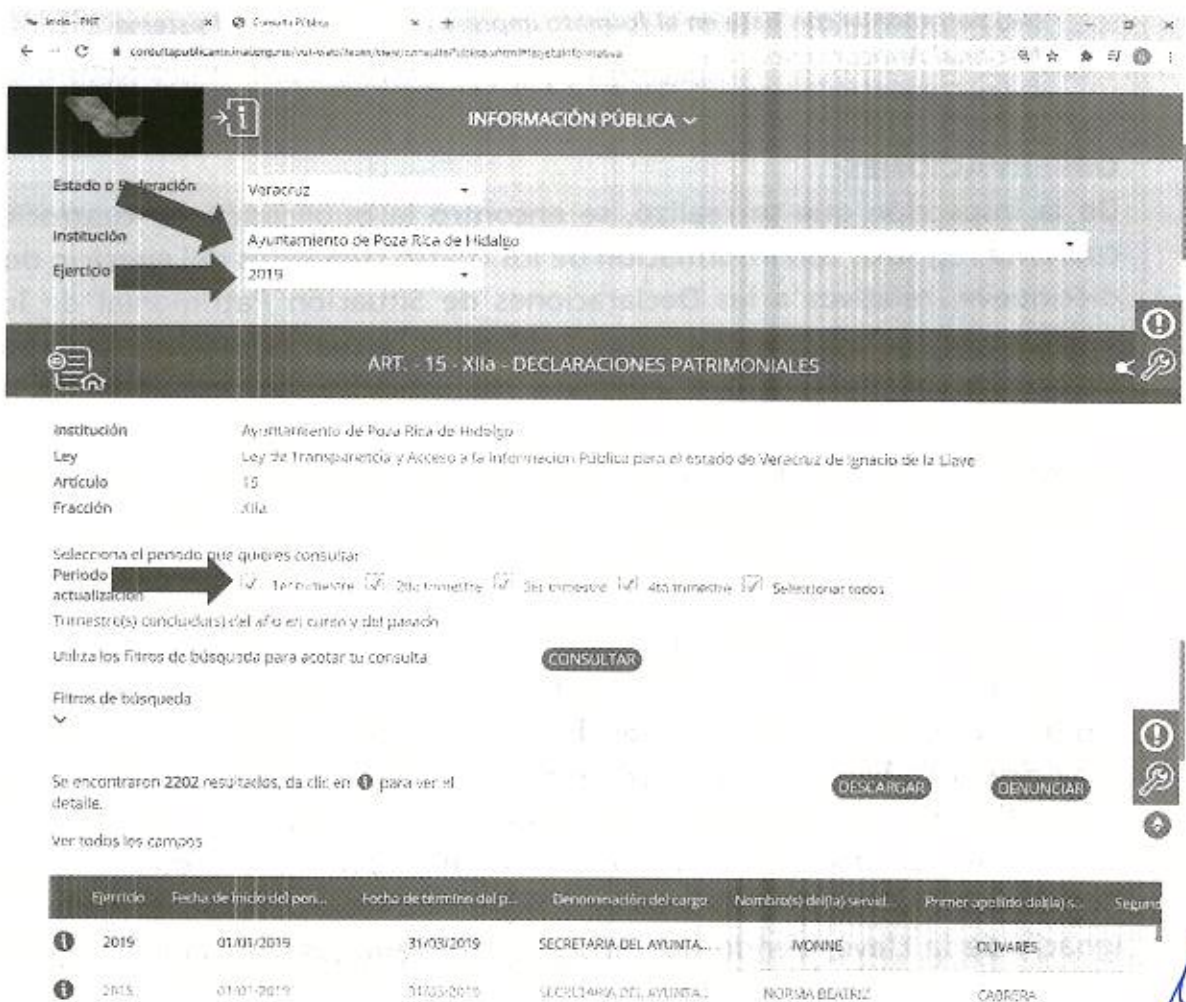 Inicio - PNT
Consulta Pública
INFORMACIÓN PÚBLICA
Estado o Federación
Veracruz
Institución
Ayuntamiento de Poza Rica de Hidalgo
Ejercicio
2019
ART. - 15 - XIIa - DECLARACIONES PATRIMONIALES
Institución
Ayuntamiento de Poza Rica de Hidalgo
Ley
Ley de Transparencia y Acceso a la Información Pública para el estado de Veracruz de Ignacio de la Llave
Artículo
15
Fracción
XIIa
Selecciona el periodo que quieres consultar
Periodo
actualización
1er trimestre 2do trimestre 3er trimestre 4to trimestre Seleccionar todos
Trimestre(s) concluido(s) del año en curso y del pasado
Utiliza los filtros de búsqueda para acotar tu consulta
CONSULTAR
Filtros de búsqueda
Se encontraron 2202 resultados, da clic en para ver el
detalle.
DESCARGAR
DENUNCIAR
Ver todos los campos
Ejercicio Fecha de inicio del peri... Fecha de término del p... Denominación del cargo Nombre(s) del(la) servid... Primer apellido del(la) s... Segund
2019 01/01/2019 31/03/2019 SECRETARIA DEL AYUNTA... IVONNE OLIVARES
01/01/2019 31/03/2019 SECRETARIA DEL AYUNTA... NORMA BEATRIZ CABRERA